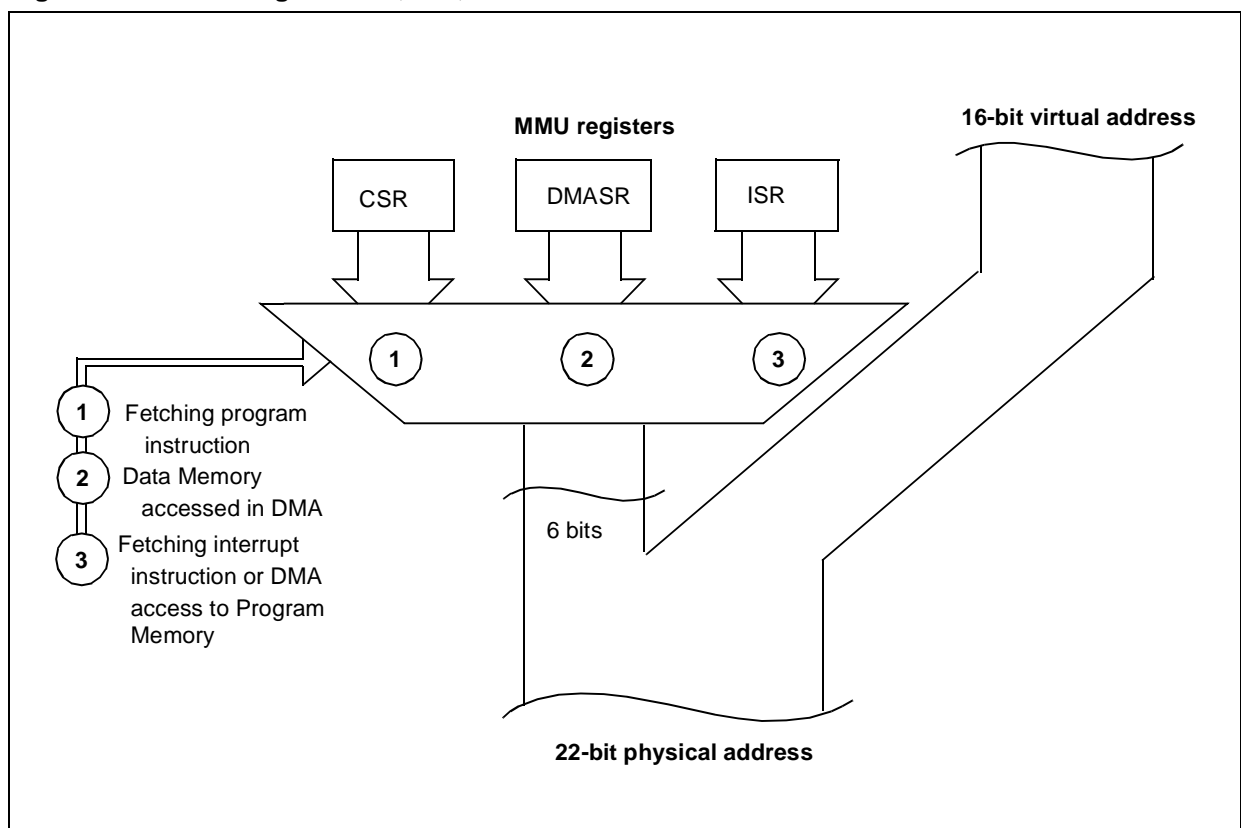 MMU registers
16-bit virtual address
CSR
DMASR
ISR
1
2
3
1
Fetching program
instruction
2
Data Memory
accessed in DMA
3
Fetching interrupt
instruction or DMA
access to Program
Memory
6 bits
22-bit physical address